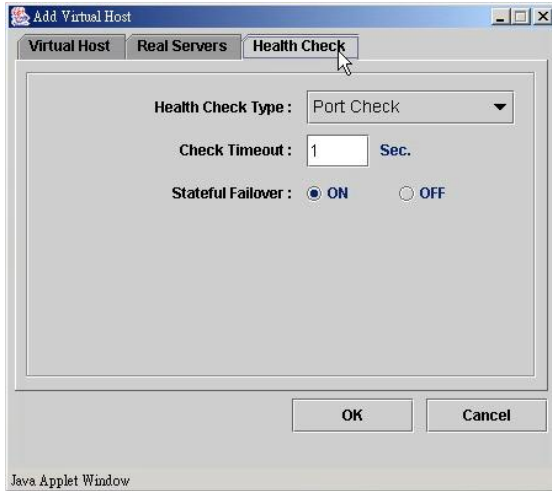 Add Virtual Host
Virtual Host Real Servers Health Check
Health Check Type : Port Check
Check Timeout : 1 Sec.
Stateful Failover : ON OFF
OK Cancel
Java Applet Window